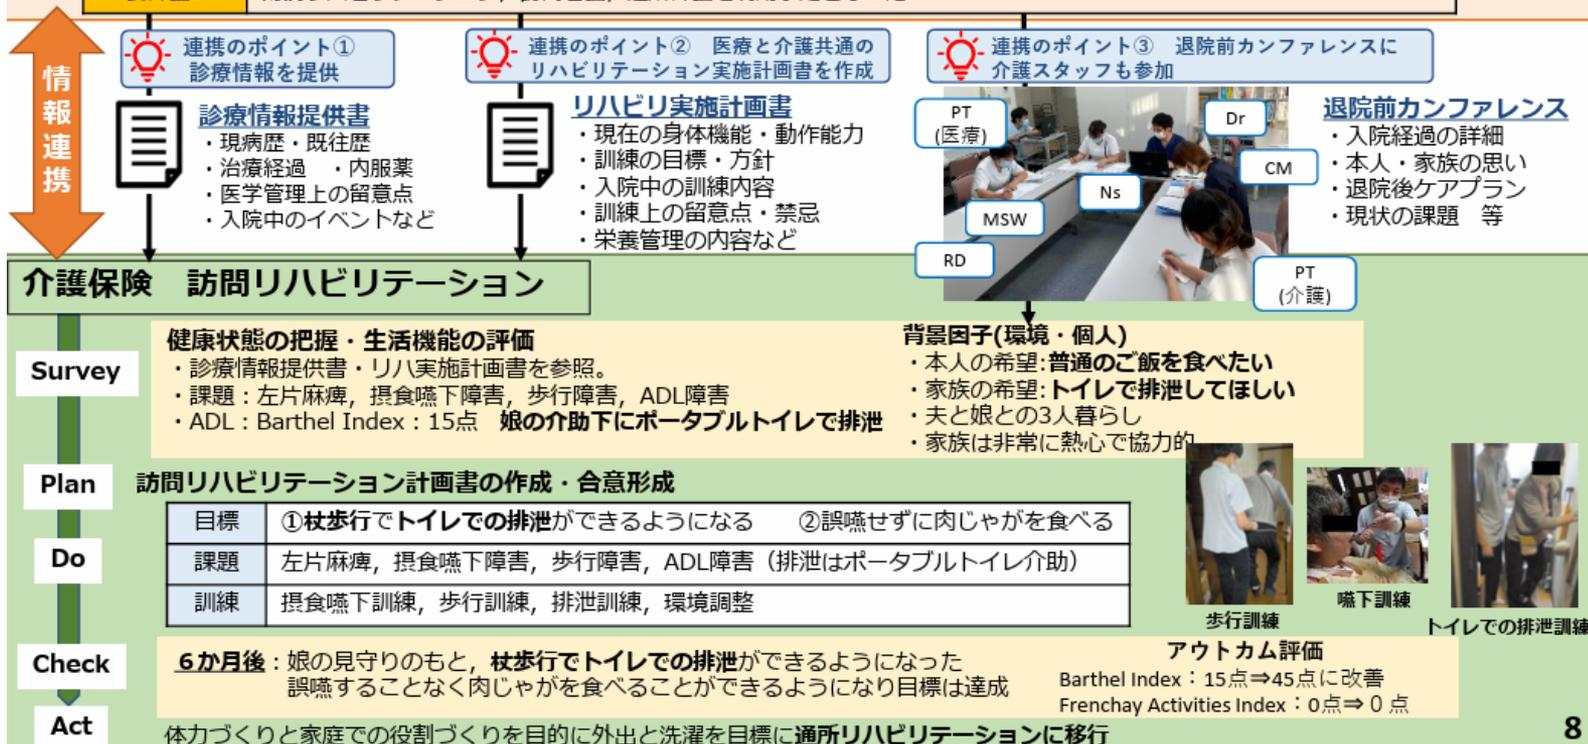 情報連携
連携のポイント①
診療情報を提供
連携のポイント② 医療と介護共通の
リハビリテーション実施計画書を作成
連携のポイント③ 退院前カンファレンスに
介護スタッフも参加
診療情報提供書
・現病歴・既往歴
・治療経過 ・内服薬
・医学管理上の留意点
・入院中のイベントなど
リハビリ実施計画書
・現在の身体機能・動作能力
・訓練の目標・方針
・入院中の訓練内容
・訓練上の留意点・禁忌
・栄養管理の内容など
PT
(医療)
Dr
CM
Ns
MSW
RD
PT
(介護)
退院前カンファレンス
・入院経過の詳細
・本人・家族の思い
・退院後ケアプラン
・現状の課題 等
介護保険 訪問リハビリテーション
Survey
健康状態の把握・生活機能の評価
・診療情報提供書・リハ実施計画書を参照。
・課題：左片麻痺，摂食嚥下障害，歩行障害，ADL障害
・ADL：Barthel Index：15点 娘の介助下にポータブルトイレで排泄
背景因子(環境・個人)
・本人の希望:普通のご飯を食べたい
・家族の希望:トイレで排泄してほしい
・夫と娘との3人暮らし
・家族は非常に熱心で協力的
Plan
訪問リハビリテーション計画書の作成・合意形成
目標 ①杖歩行でトイレでの排泄ができるようになる ②誤嚥せずに肉じゃがを食べる
Do
課題 左片麻痺，摂食嚥下障害，歩行障害，ADL障害（排泄はポータブルトイレ介助）
訓練 摂食嚥下訓練，歩行訓練，排泄訓練，環境調整
歩行訓練
嚥下訓練
トイレでの排泄訓練
Check
６か月後：娘の見守りのもと，杖歩行でトイレでの排泄ができるようになった
誤嚥することなく肉じゃがを食べることができるようになり目標は達成
アウトカム評価
Barthel Index：15点⇒45点に改善
Frenchay Activities Index：0点⇒０点
Act
体力づくりと家庭での役割づくりを目的に外出と洗濯を目標に通所リハビリテーションに移行
8